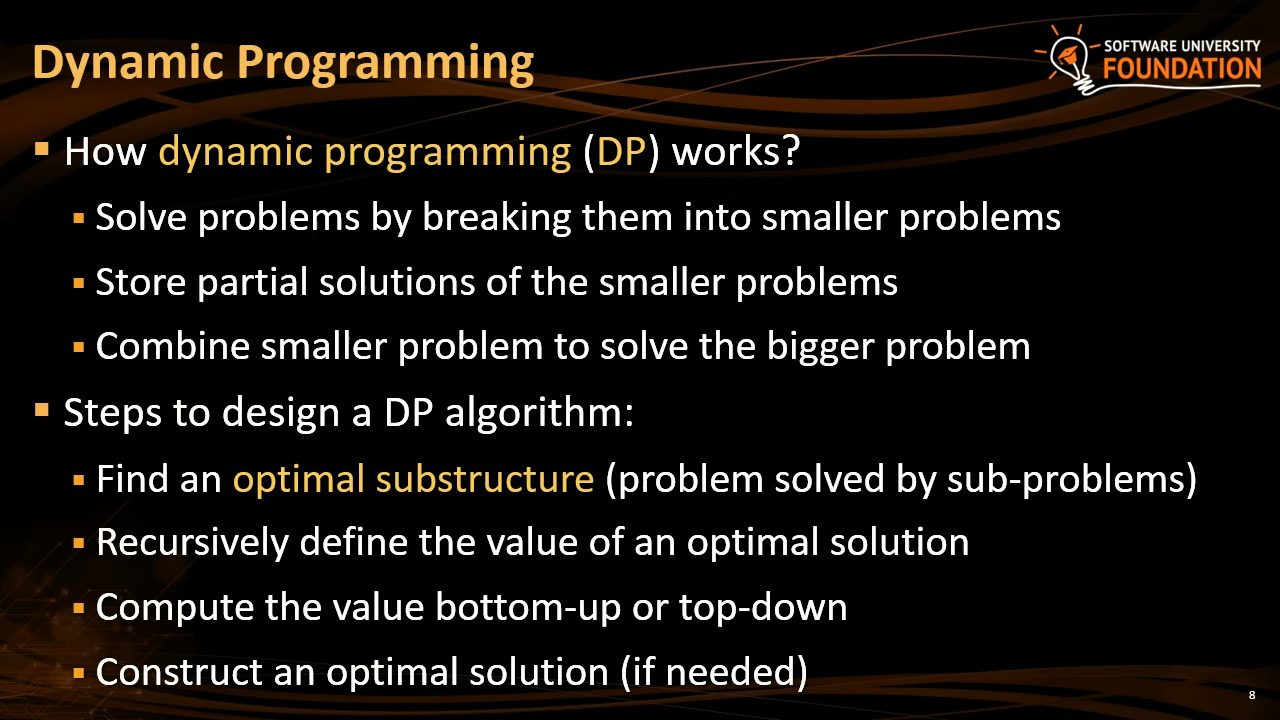 Dynamic Programming
SOFTWARE UNIVERSITY
FOUNDATION
How dynamic programming (DP) works?
Solve problems by breaking them into smaller problems
Store partial solutions of the smaller problems
Combine smaller problem to solve the bigger problem
Steps to design a DP algorithm:
Find an optimal substructure (problem solved by sub-problems)
Recursively define the value of an optimal solution
Compute the value bottom-up or top-down
Construct an optimal solution (if needed)
8